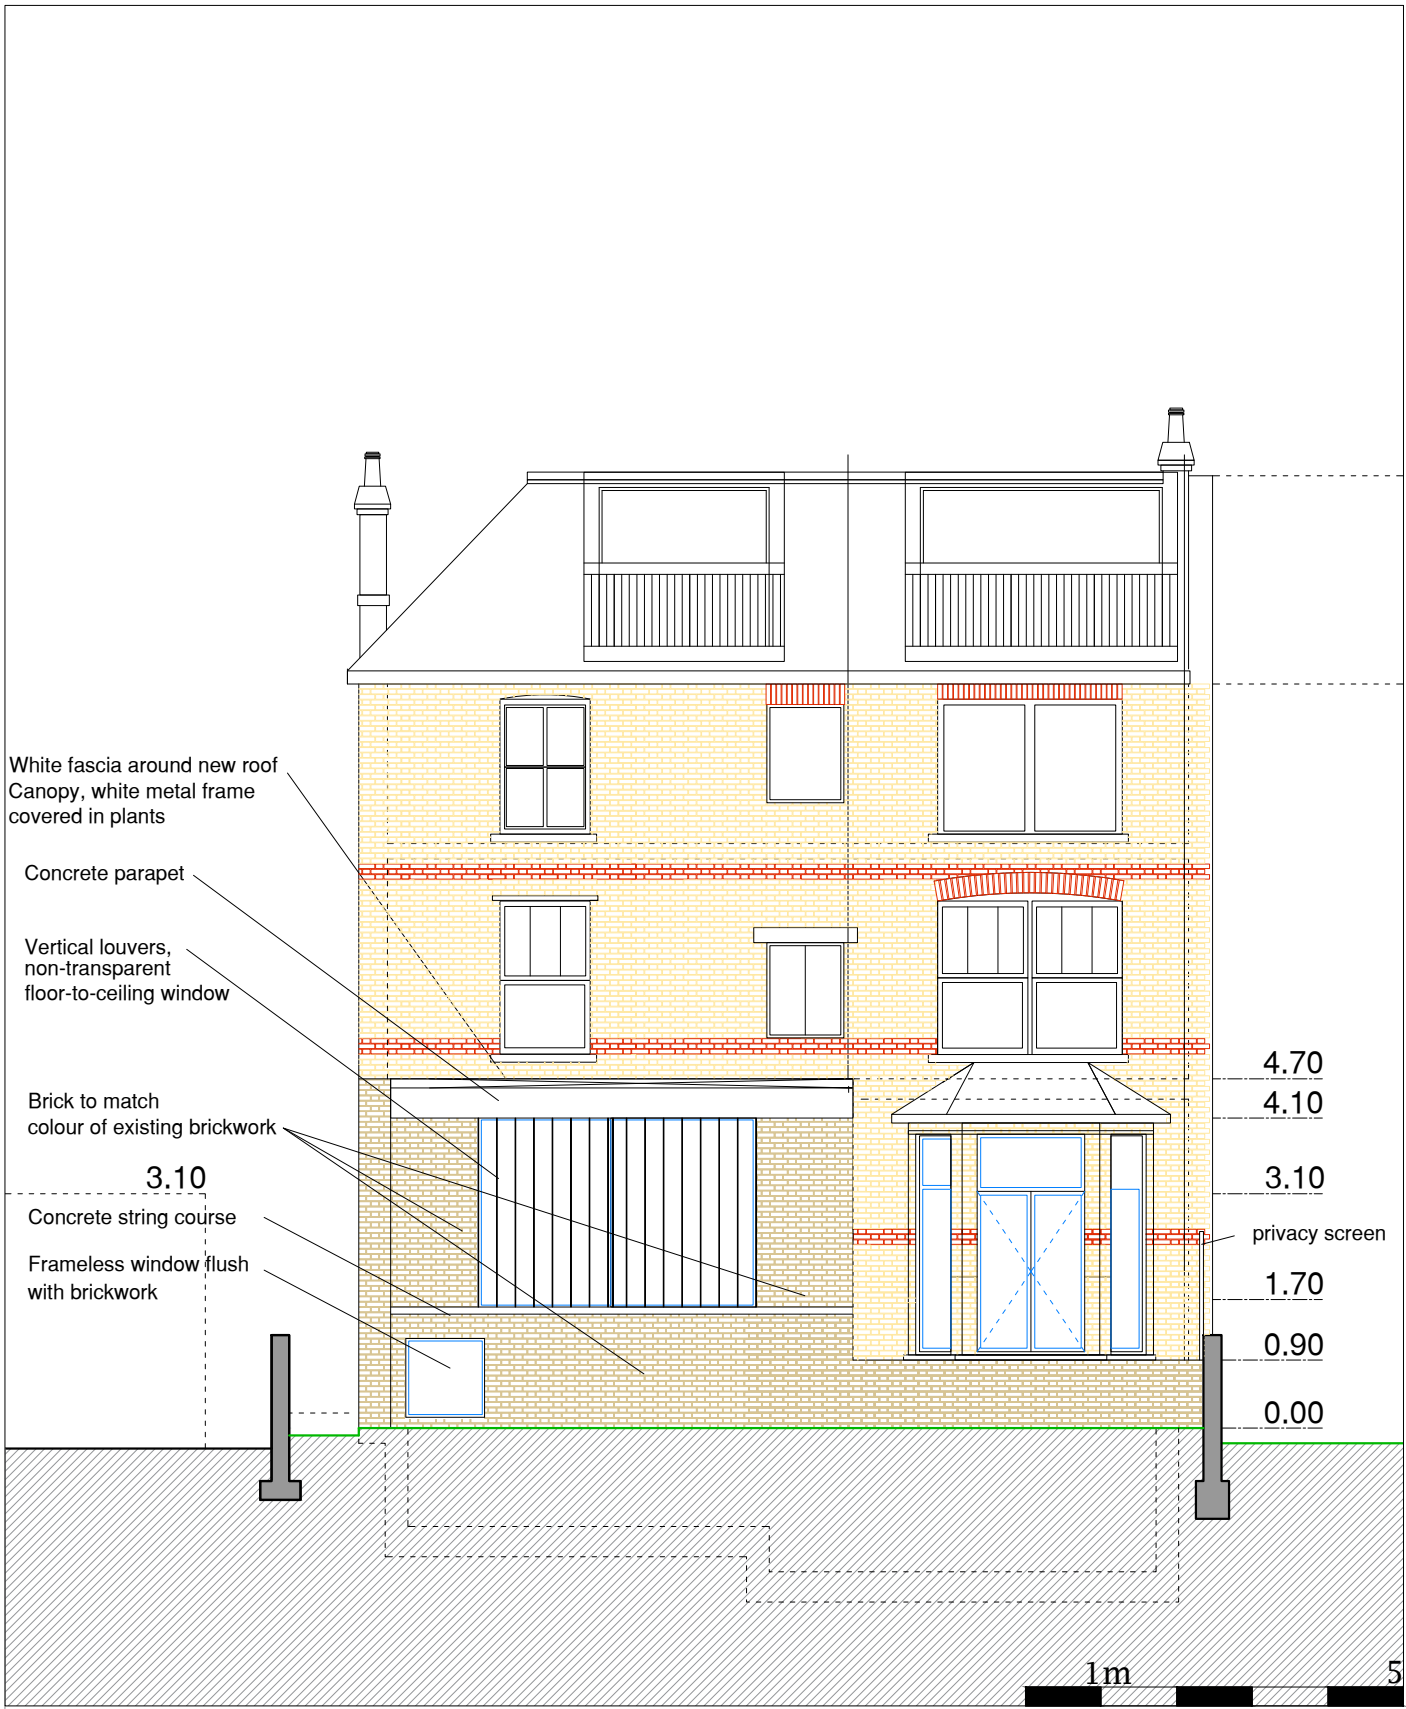 White fascia around new roof
Canopy, white metal frame
covered in plants
Concrete parapet
Vertical louvers,
non-transparent
floor-to-ceiling window
Brick to match
colour of existing brickwork
3.10
Concrete string course
Frameless window flush
with brickwork
4.70
4.10
3.10
privacy screen
1.70
0.90
0.00
1m
5